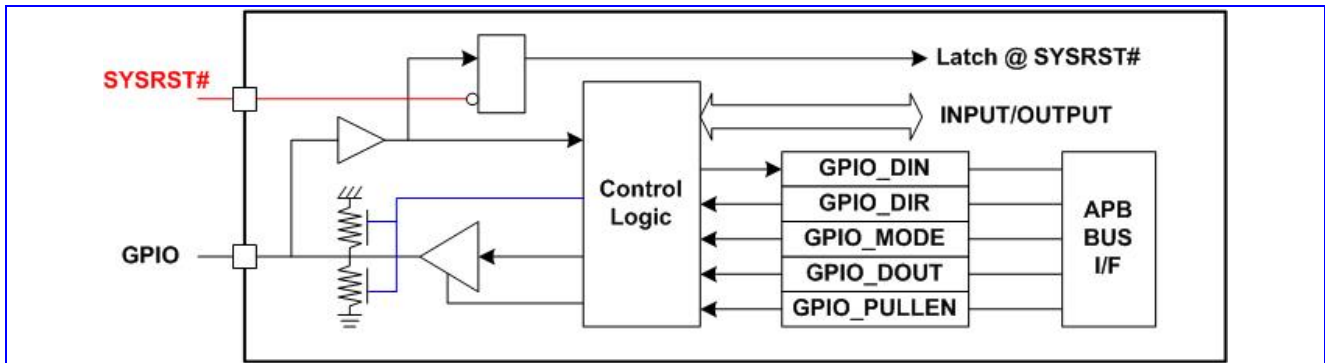 Latch @ SYSRST#
SYSRST#
INPUT/OUTPUT
Control
Logic
GPIO_DIN
GPIO_DIR
GPIO_MODE
GPIO_DOUT
GPIO_PULLEN
APB
BUS
I/F
GPIO